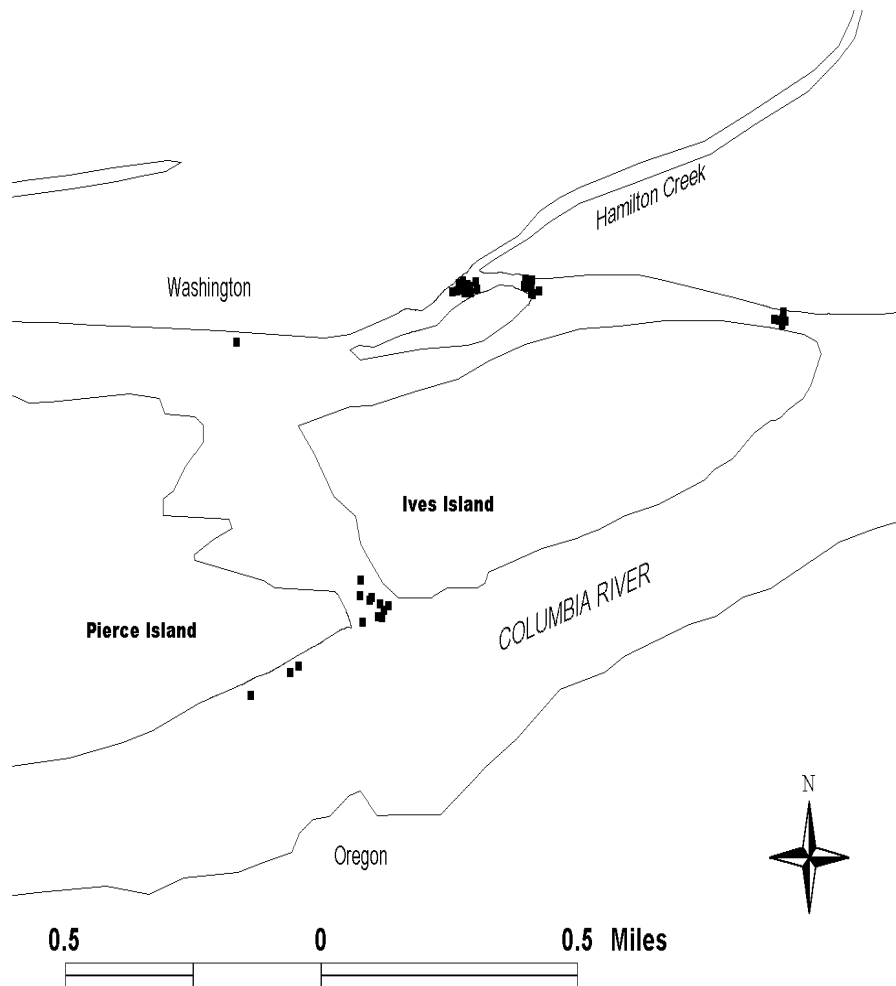 Hamilton Creek
Washington
Ives Island
COLUMBIA RIVER
Pierce Island
N
Oregon
0.5 0 0.5 Miles